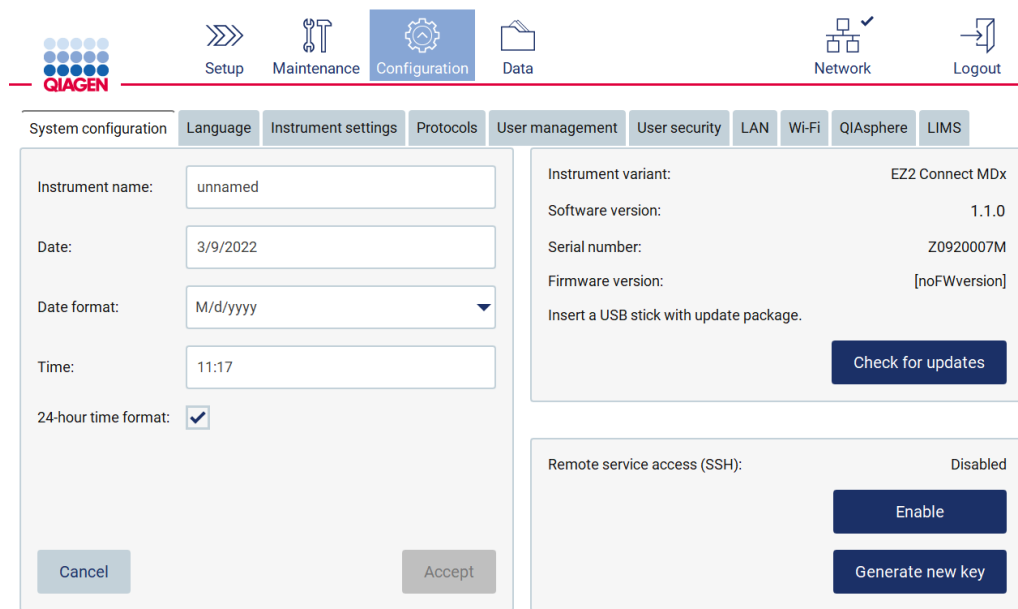 QIAGEN
Setup
Maintenance
Configuration
Data
Network
Logout
System configuration
Language
Instrument settings
Protocols
User management
User security
LAN
Wi-Fi
QIAsphere
LIMS
Instrument name:
unnamed
Date:
3/9/2022
Date format:
M/d/yyyy
Time:
11:17
24-hour time format:
Cancel
Accept
Instrument variant:
EZ2 Connect MDx
Software version:
1.1.0
Serial number:
Z0920007M
Firmware version:
[noFWversion]
Insert a USB stick with update package.
Check for updates
Remote service access (SSH):
Disabled
Enable
Generate new key